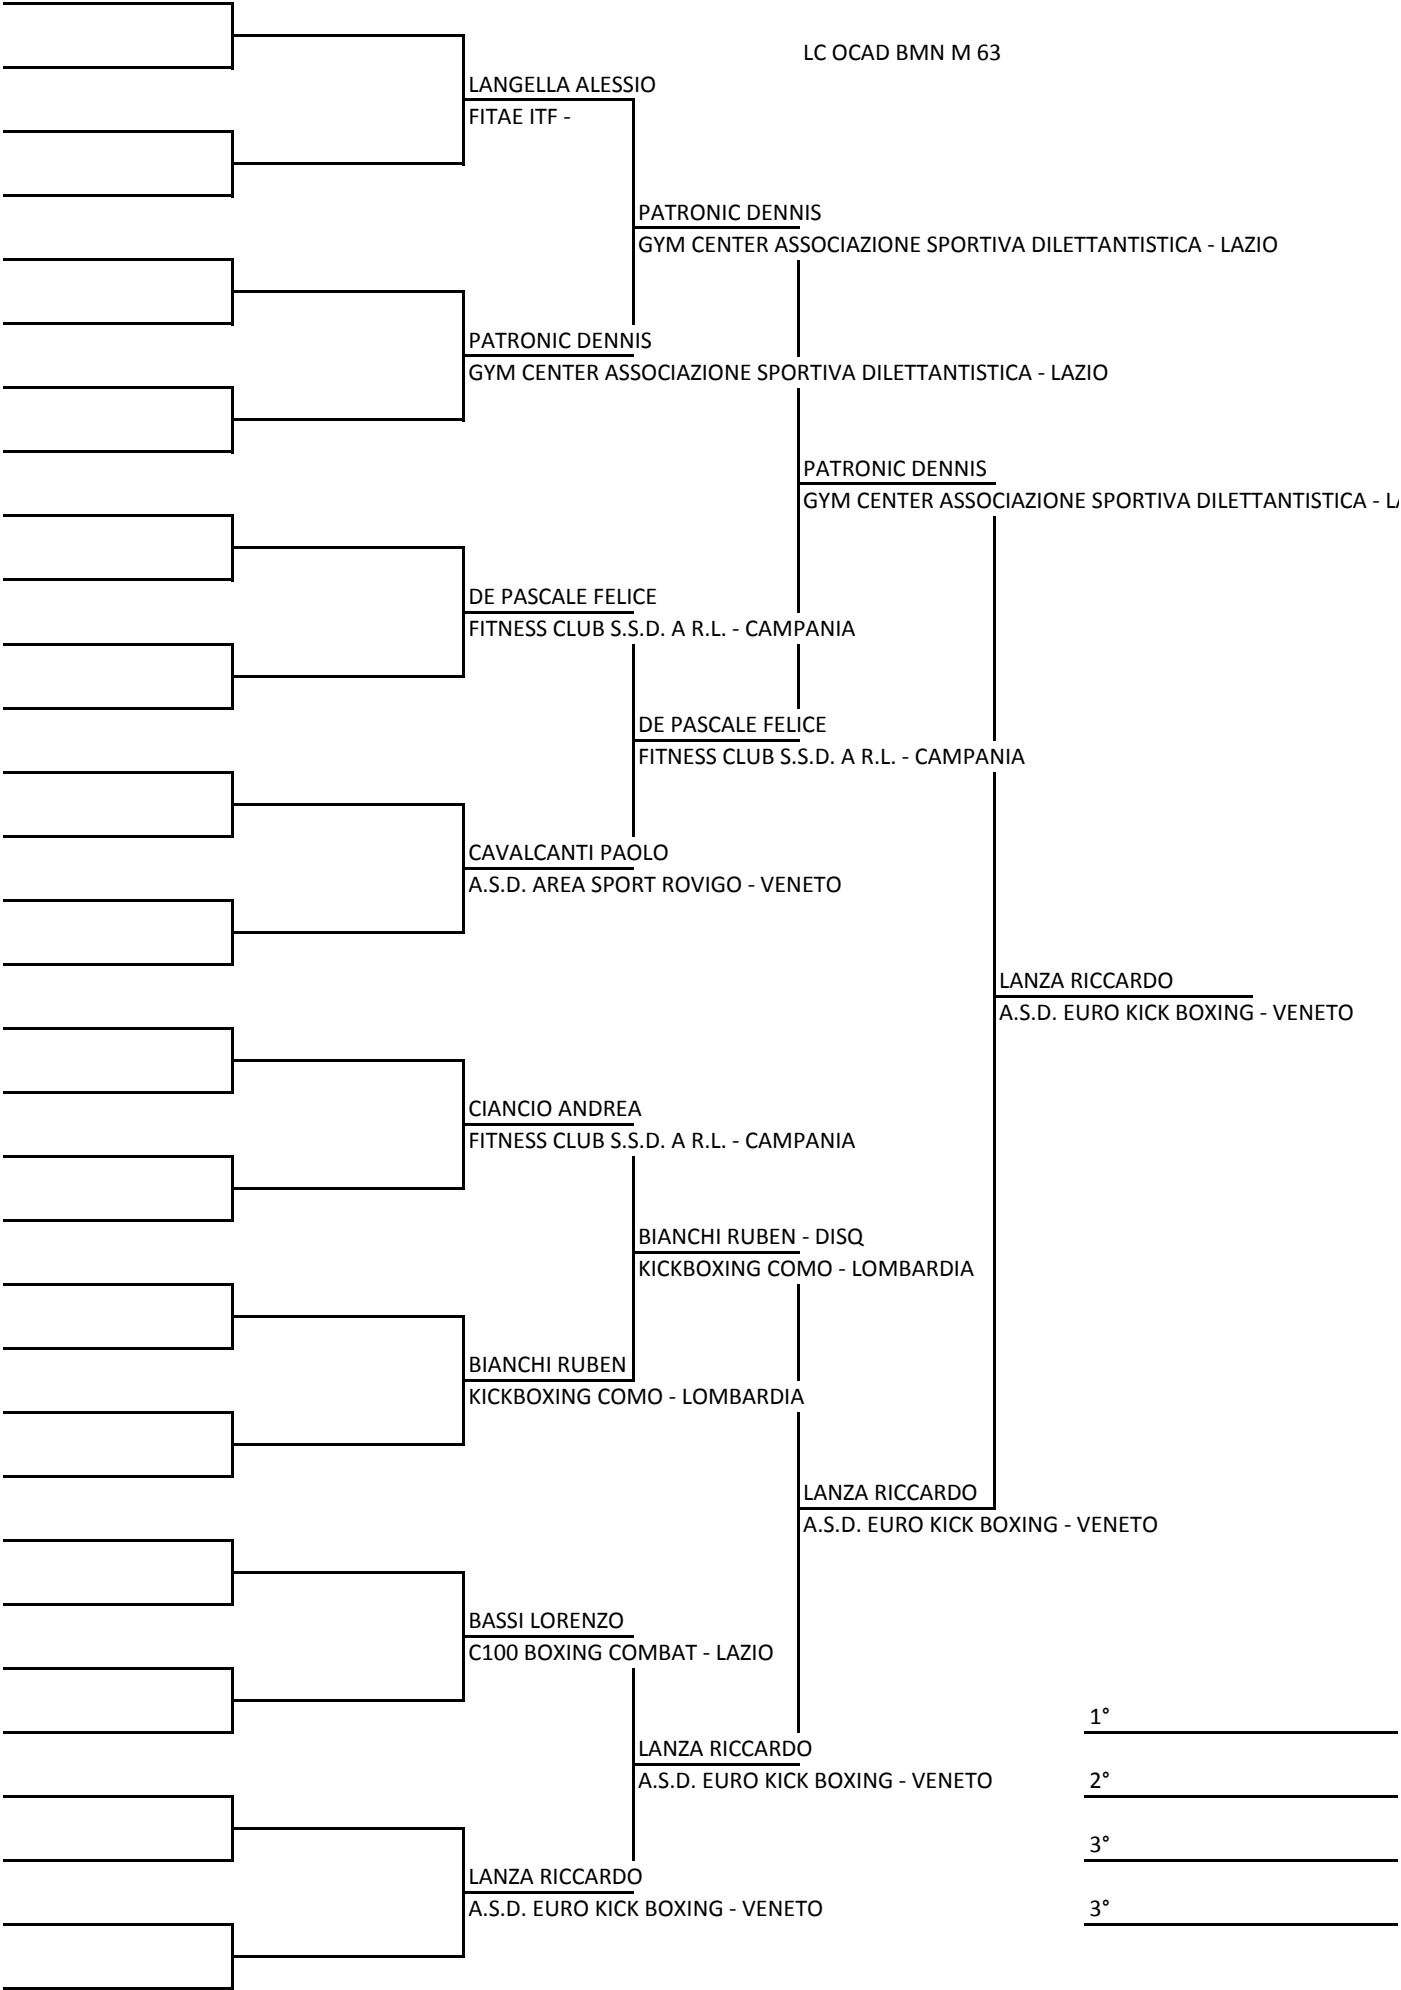 LC OCAD BMN M 63
LANGELLA ALESSIO
FITAE ITF -
PATRONIC DENNIS
GYM CENTER ASSOCIAZIONE SPORTIVA DILETTANTISTICA - LAZIO
PATRONIC DENNIS
GYM CENTER ASSOCIAZIONE SPORTIVA DILETTANTISTICA - LAZIO
PATRONIC DENNIS
GYM CENTER ASSOCIAZIONE SPORTIVA DILETTANTISTICA - L
DE PASCALE FELICE
FITNESS CLUB S.S.D. A R.L. - CAMPANIA
DE PASCALE FELICE
FITNESS CLUB S.S.D. A R.L. - CAMPANIA
CAVALCANTI PAOLO
A.S.D. AREA SPORT ROVIGO - VENETO
LANZA RICCARDO
A.S.D. EURO KICK BOXING - VENETO
CIANCIO ANDREA
FITNESS CLUB S.S.D. A R.L. - CAMPANIA
BIANCHI RUBEN - DISQ
KICKBOXING COMO - LOMBARDIA
BIANCHI RUBEN
KICKBOXING COMO - LOMBARDIA
LANZA RICCARDO
A.S.D. EURO KICK BOXING - VENETO
BASSI LORENZO
C100 BOXING COMBAT - LAZIO
1°
LANZA RICCARDO
A.S.D. EURO KICK BOXING - VENETO
2°
3°
LANZA RICCARDO
A.S.D. EURO KICK BOXING - VENETO
3°